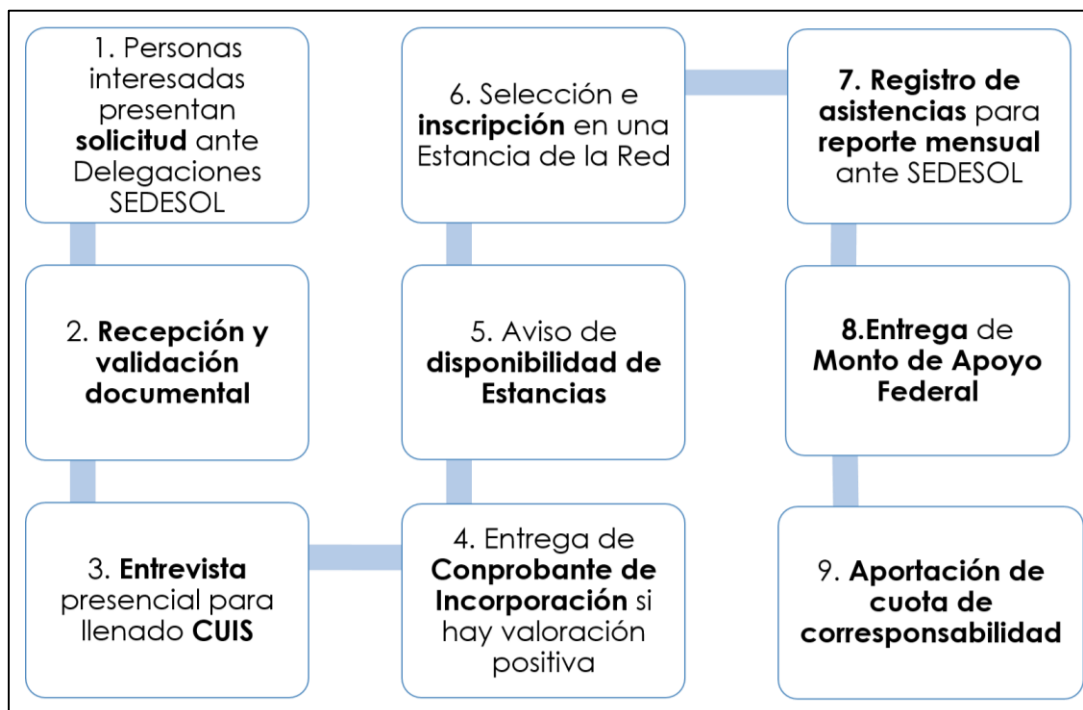 1. Personas
interesadas
presentan
solicitud ante
Delegaciones
SEDESOL
2. Recepción y
validación
documental
3. Entrevista
presencial para
llenado CUIS
4. Entrega de
Conprobante de
Incorporación si
hay valoración
positiva
5. Aviso de
disponibilidad de
Estancias
6. Selección e
inscripción en una
Estancia de la Red
7. Registro de
asistencias para
reporte mensual
ante SEDESOL
8.Entrega de
Monto de Apoyo
Federal
9. Aportación de
cuota de
corresponsabilidad